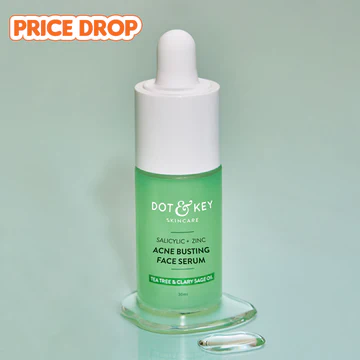 PRICE DROP
DOT & KEY
SKINCARE
SALICYLIC + ZINC
ACNE BUSTING
FACE SERUM
TEA TREE & CLARY SAGE OIL